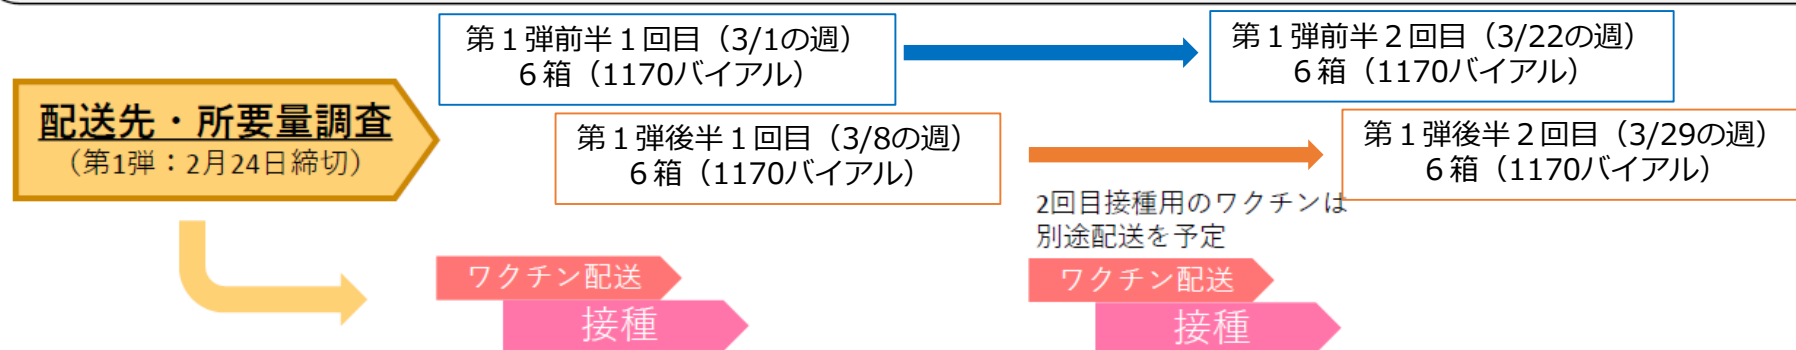 配送先・所要量調査
（第1弾：2月24日締切）
第１弾前半１回目（3/1の週）
６箱（1170バイアル）
第１弾前半２回目（3/22の週）
６箱（1170バイアル）
第１弾後半１回目（3/8の週）
６箱（1170バイアル）
第１弾後半２回目（3/29の週）
６箱（1170バイアル）
2回目接種用のワクチンは
別途配送を予定
ワクチン配送
接種
ワクチン配送
接種